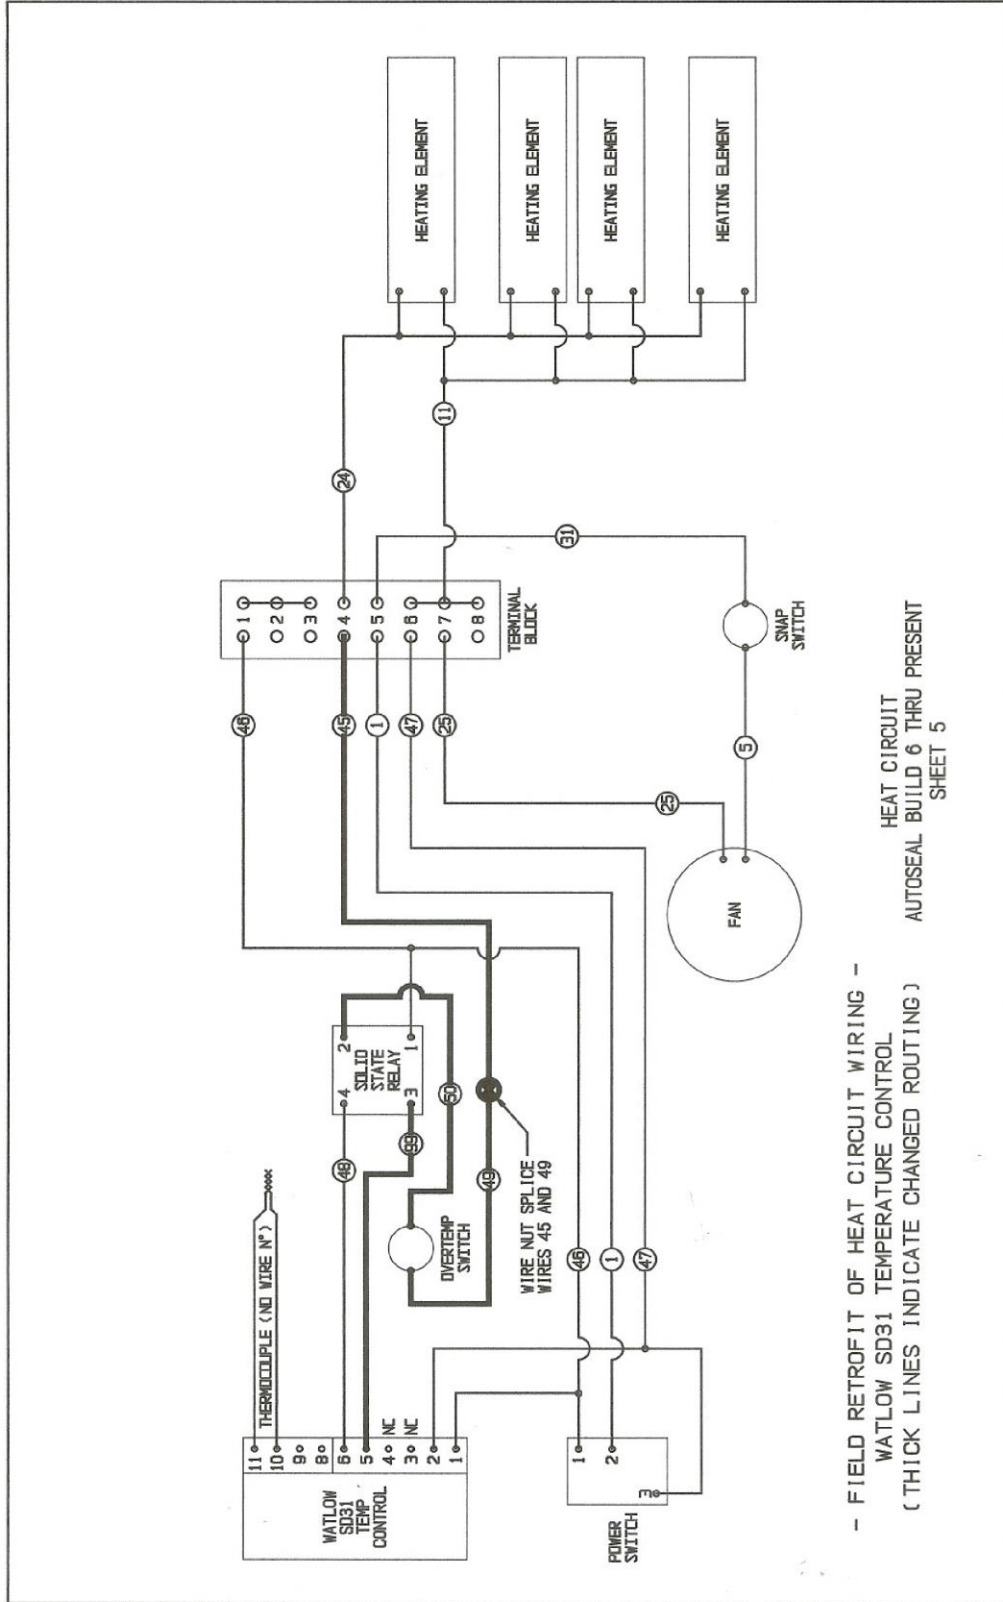 HEATING ELEMENT
HEATING ELEMENT
HEATING ELEMENT
HEATING ELEMENT
11
24
31
1
2
3
4
5
6
7
8
TERMINAL
BLOCK
SNAP
SWITCH
46
45
1
47
25
25
5
FAN
2
1
4
3
SOLID
STATE
RELAY
50
99
48
49
OVERTEMP
SWITCH
WIRE NUT SPLICE
WIRES 45 AND 49
THERMOCOUPLE (NO WIRE Nº)
46
1
47
11
10
9
8
6
5
4 NC
3 NC
2
1
WATLOW
SD31
TEMP
CONTROL
1
2
3
POWER
SWITCH
- FIELD RETROFIT OF HEAT CIRCUIT WIRING -
WATLOW SD31 TEMPERATURE CONTROL
(THICK LINES INDICATE CHANGED ROUTING)
HEAT CIRCUIT
AUTOSEAL BUILD 6 THRU PRESENT
SHEET 5